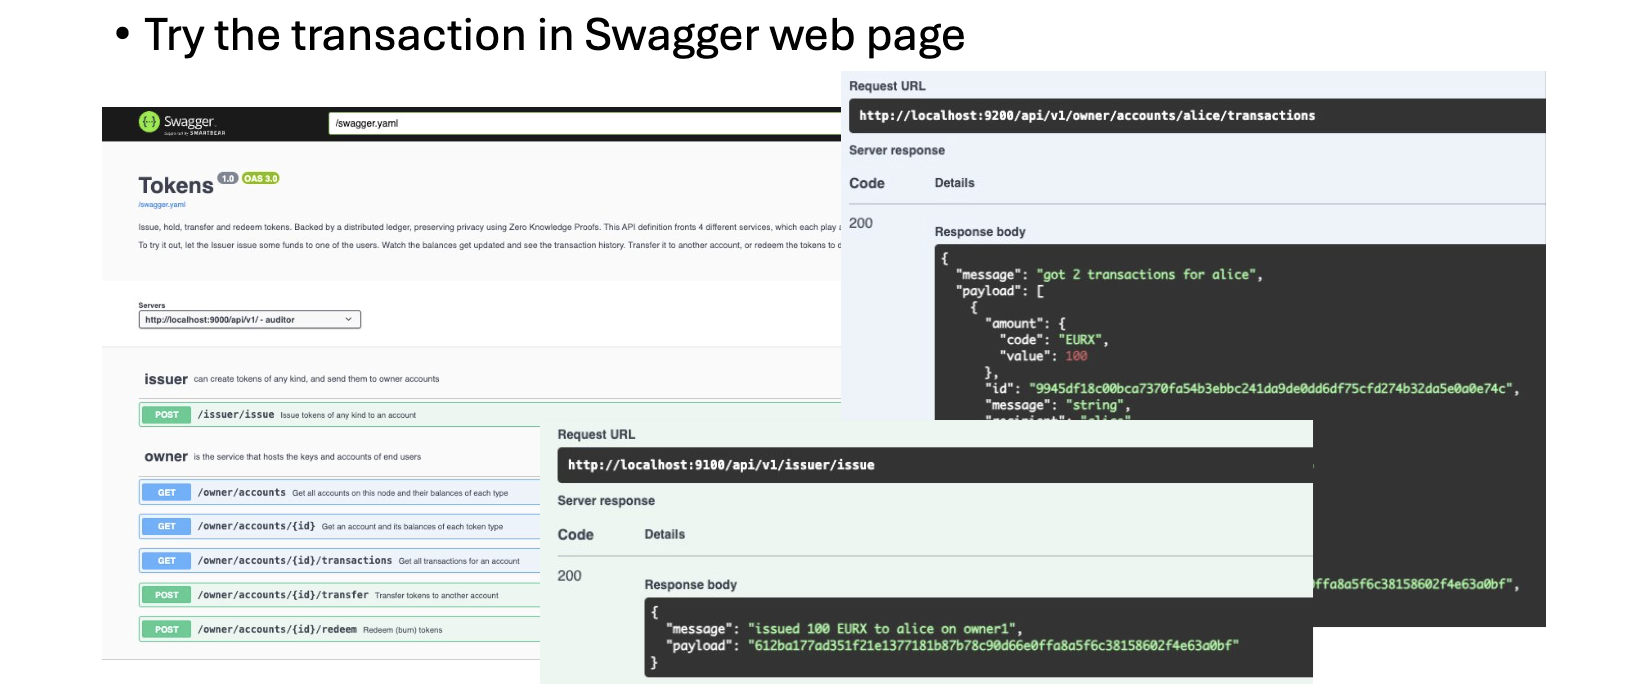 • Try the transaction in Swagger web page
Swagger.
Supported by SMARTBEAR
/swagger.yaml
Tokens 1.0 OAS 3.0
/swagger.yaml
Issue, hold, transfer and redeem tokens. Backed by a distributed ledger, preserving privacy using Zero Knowledge Proofs. This API definition fronts 4 different services, which each play
To try it out, let the Issuer issue some funds to one of the users. Watch the balances get updated and see the transaction history. Transfer it to another account, or redeem the tokens to
Servers
http://localhost:9000/api/v1/ - auditor
issuer can create tokens of any kind, and send them to owner accounts
POST /issuer/issue Issue tokens of any kind to an account
owner is the service that hosts the keys and accounts of end users
GET /owner/accounts Get all accounts on this node and their balances of each type
GET /owner/accounts/{id} Get an account and its balances of each token type
GET /owner/accounts/{id}/transactions Get all transactions for an account
POST /owner/accounts/{id}/transfer Transfer tokens to another account
POST /owner/accounts/{id}/redeem Redeem (burn) tokens
Request URL
http://localhost:9200/api/v1/owner/accounts/alice/transactions
Server response
Code Details
200
Response body
{
"message": "got 2 transactions for alice",
"payload": [
{
"amount": {
"code": "EURX",
"value": 100
},
"id": "9945df18c00bca7370fa54b3ebbc241da9de0dd6df75cfd274b32da5e0a0e74c",
"message": "string",
ffa8a5f6c38158602f4e63a0bf",
Request URL
http://localhost:9100/api/v1/issuer/issue
Server response
Code Details
200
Response body
{
"message": "issued 100 EURX to alice on owner1",
"payload": "612ba177ad351f21e1377181b87b78c90d66e0ffa8a5f6c38158602f4e63a0bf"
}